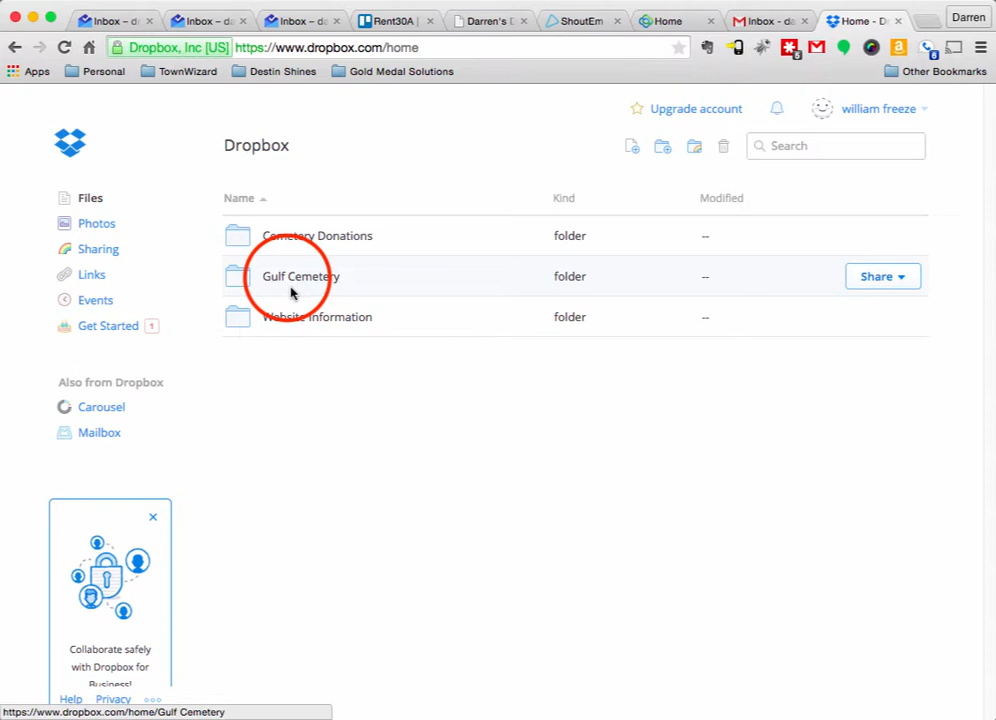 Inbox – d
Inbox – da
Inbox – da
Rent30A |
Darren's D
ShoutEm
Home
Inbox - da
Home - D
Darren
Dropbox, Inc [US]
https://www.dropbox.com/home
Apps
Personal
TownWizard
Destin Shines
Gold Medal Solutions
Other Bookmarks
Upgrade account
william freeze
Dropbox
Search
Files
Photos
Sharing
Links
Events
Get Started
1
Name
Kind
Modified
Cemetery Donations
folder
--
Gulf Cemetery
folder
--
Share
Website Information
folder
--
Also from Dropbox
Carousel
Mailbox
Collaborate safely
with Dropbox for
Business!
Help
Privacy
https://www.dropbox.com/home/Gulf Cemetery